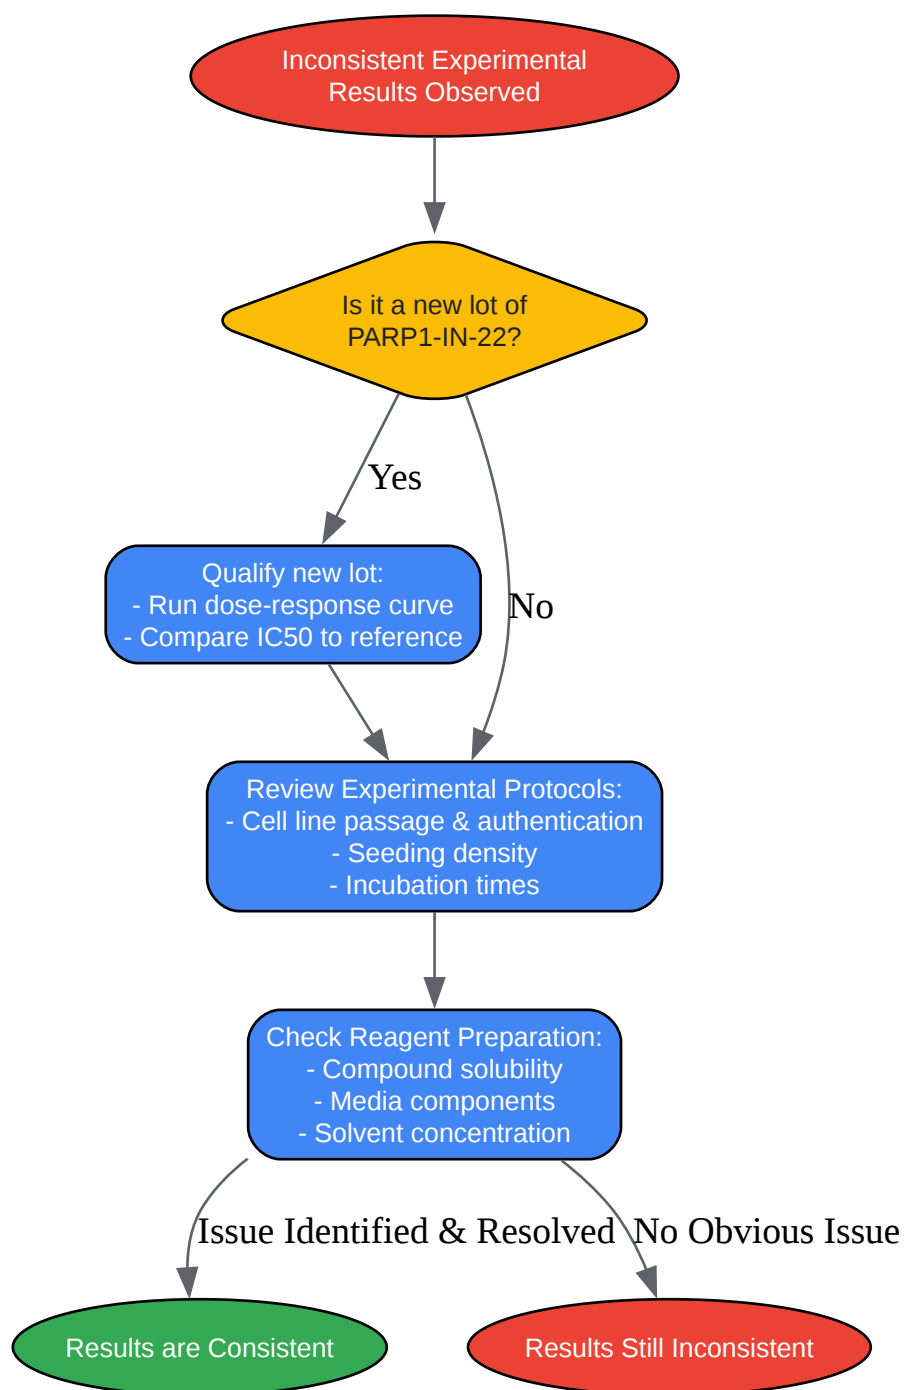 Inconsistent Experimental
Results Observed
Is it a new lot of
PARP1-IN-22?
Yes
Qualify new lot:
- Run dose-response curve
- Compare IC50 to reference
No
Review Experimental Protocols:
- Cell line passage & authentication
- Seeding density
- Incubation times
Check Reagent Preparation:
- Compound solubility
- Media components
- Solvent concentration
Issue Identified & Resolved
No Obvious Issue
Results are Consistent
Results Still Inconsistent